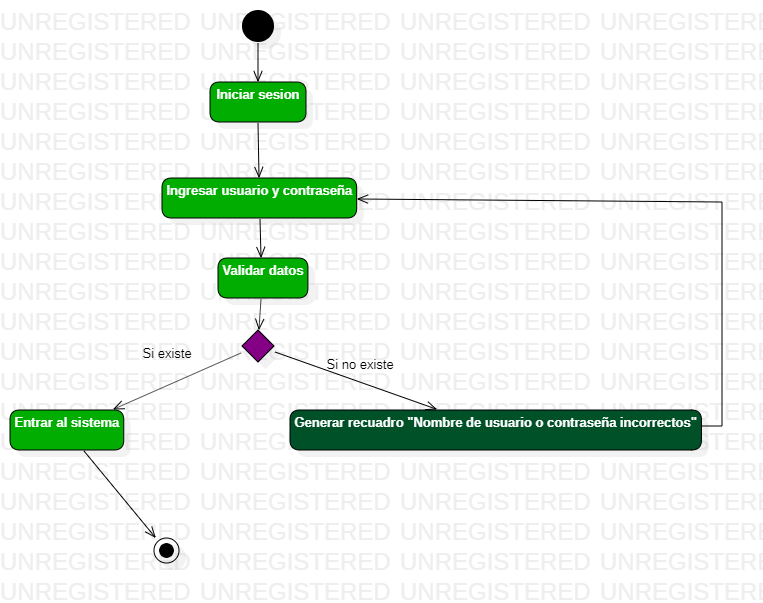 UNREGISTERED UNREGISTERED UNREGISTERED UNREGISTERED
Iniciar sesion
Ingresar usuario y contraseña
Validar datos
Si existe
Si no existe
Entrar al sistema
Generar recuadro "Nombre de usuario o contraseña incorrectos"